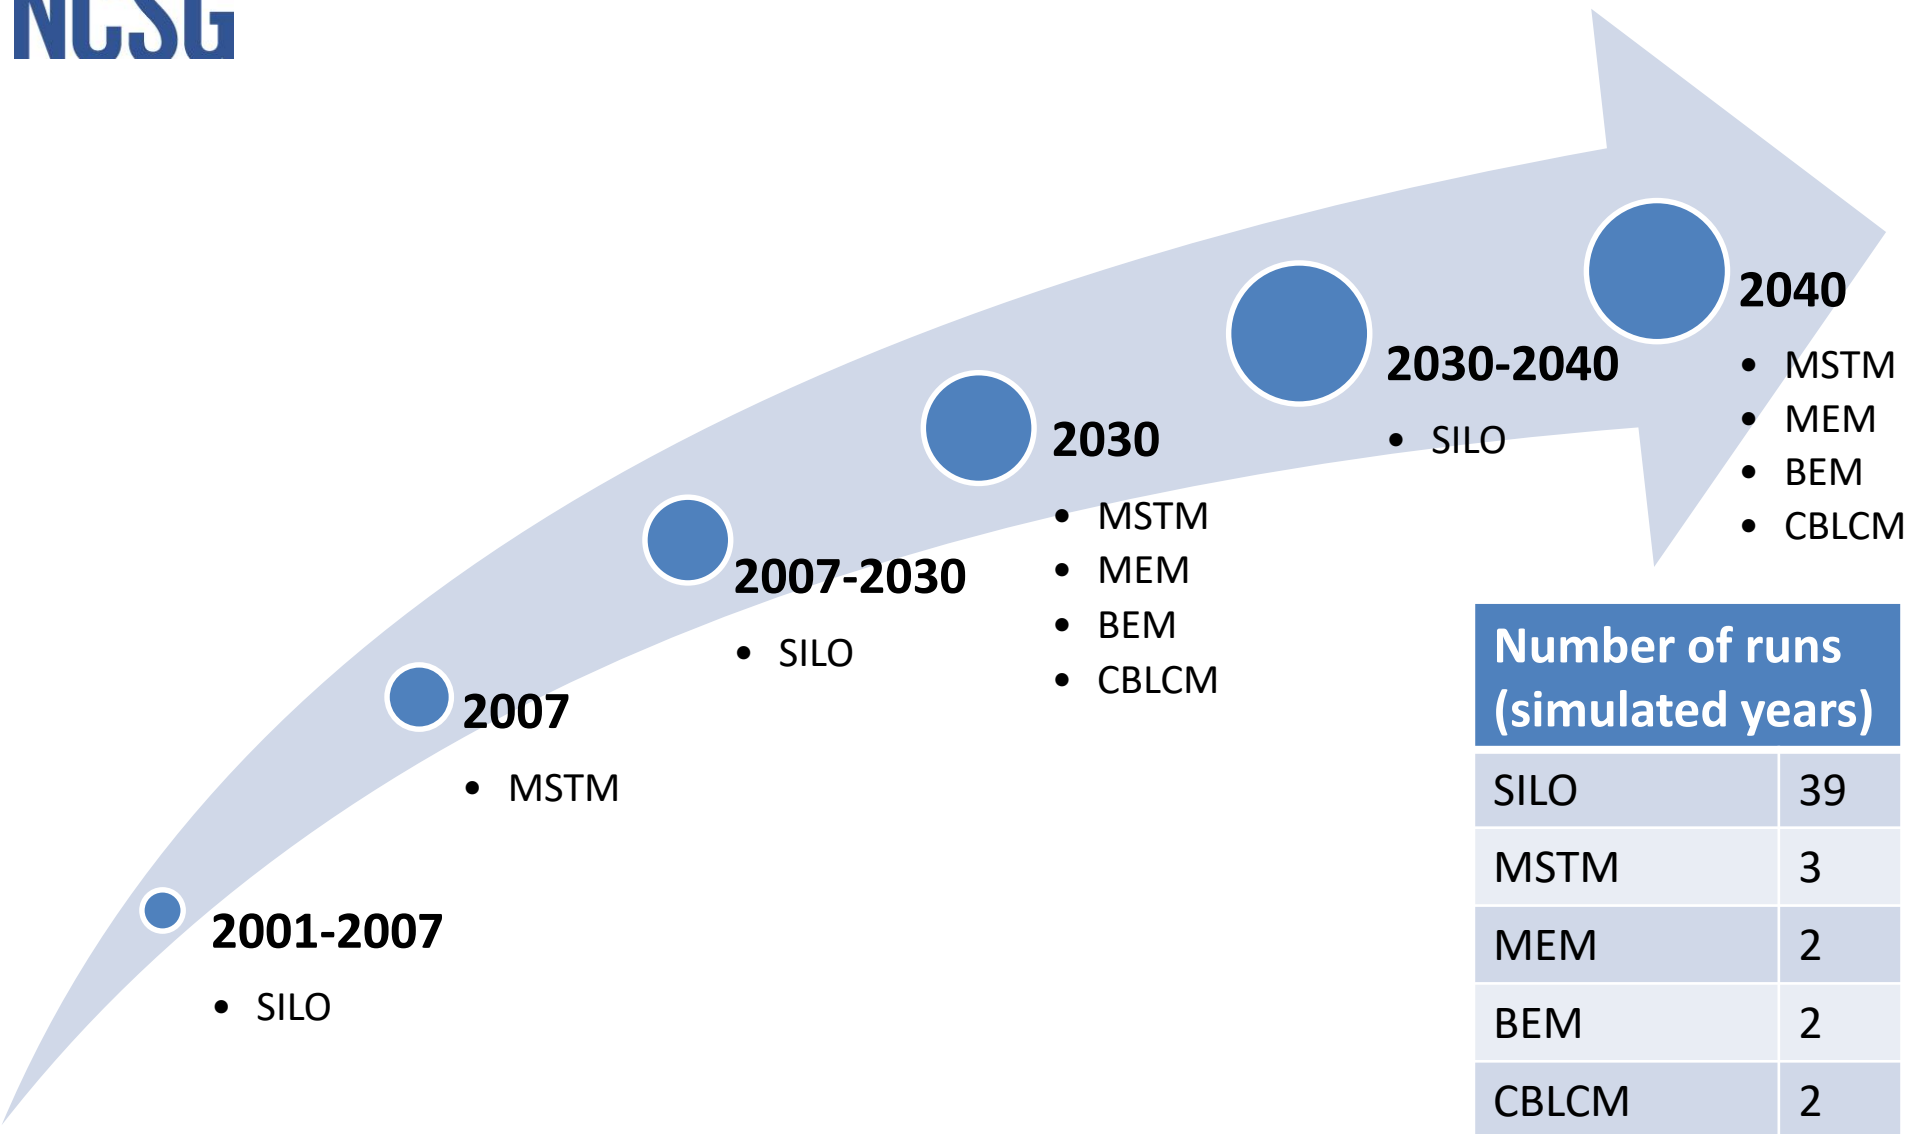 NCSG
2001-2007
• SILO
2007
• MSTM
2007-2030
• SILO
2030
• MSTM
• MEM
• BEM
• CBLCM
2030-2040
• SILO
2040
• MSTM
• MEM
• BEM
• CBLCM
Number of runs
(simulated years)
SILO 39
MSTM 3
MEM 2
BEM 2
CBLCM 2